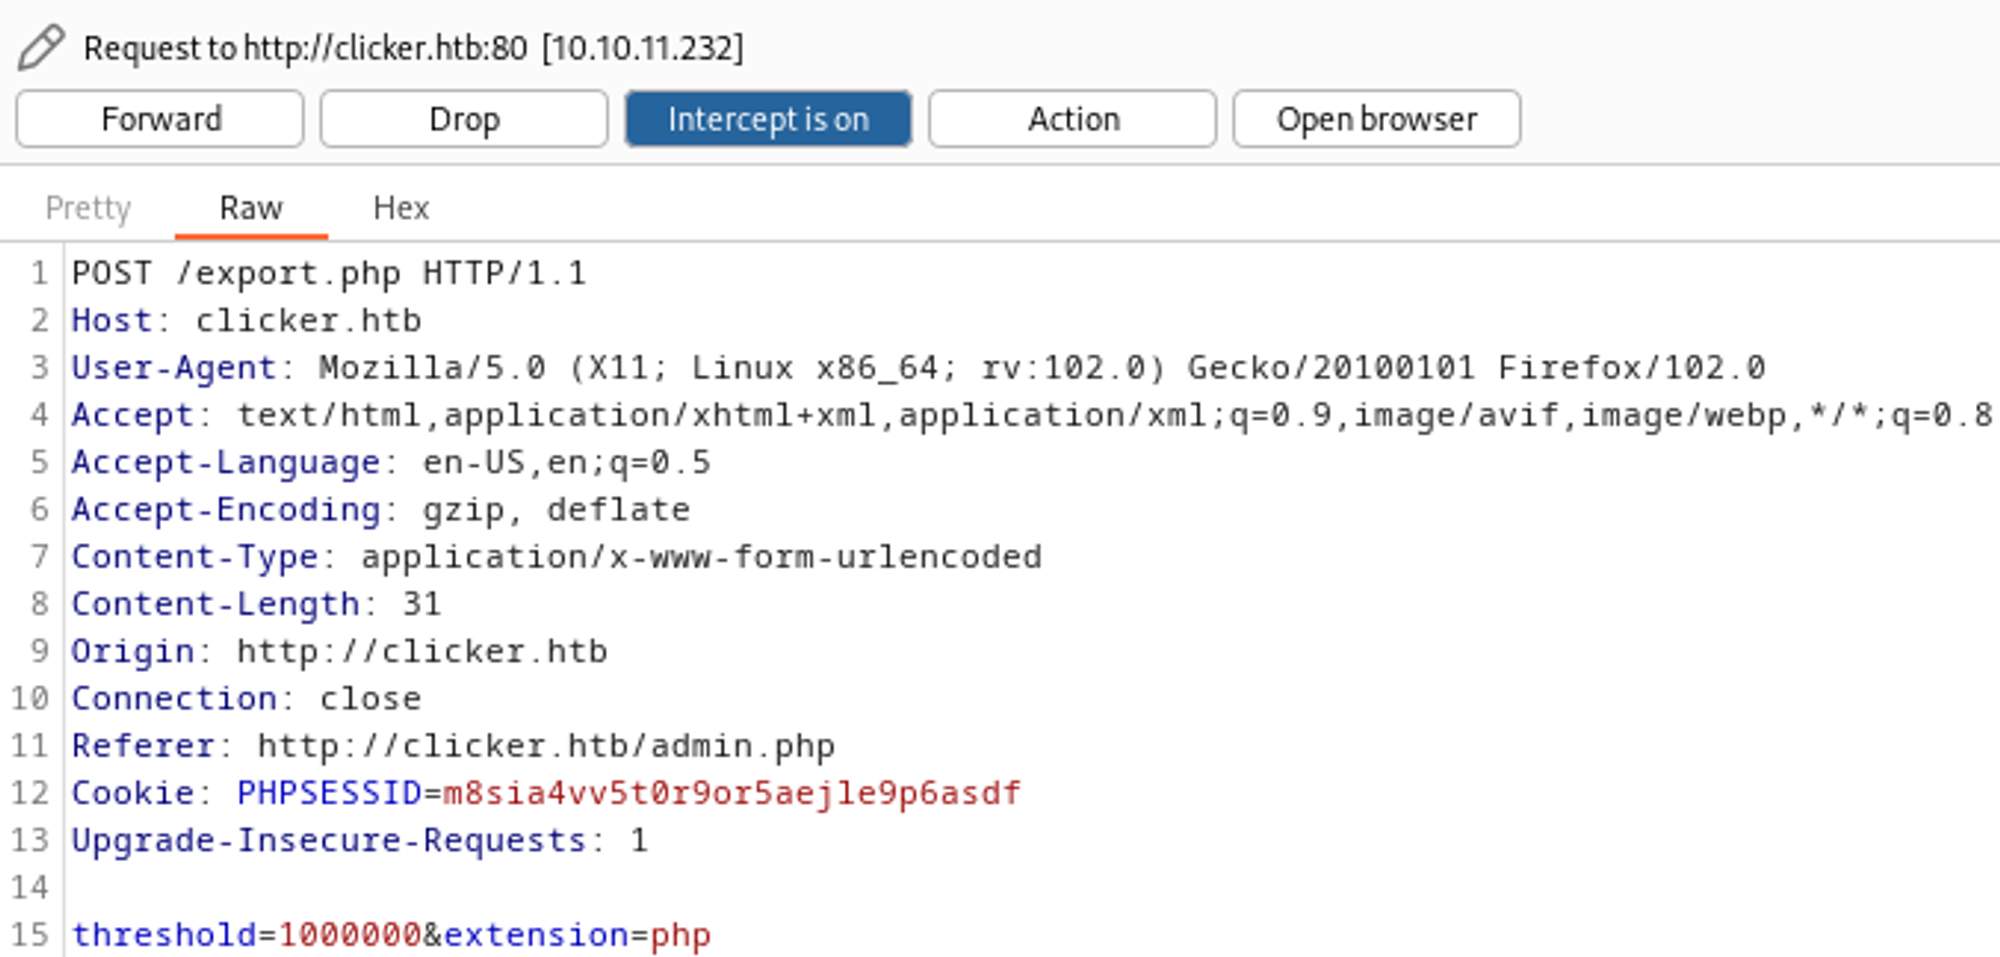 Request to http://clicker.htb:80 [10.10.11.232]
Forward Drop Intercept is on Action Open browser
Pretty Raw Hex
1 POST /export.php HTTP/1.1
2 Host: clicker.htb
3 User-Agent: Mozilla/5.0 (X11; Linux x86_64; rv:102.0) Gecko/20100101 Firefox/102.0
4 Accept: text/html,application/xhtml+xml,application/xml;q=0.9,image/avif,image/webp,*/*;q=0.8
5 Accept-Language: en-US,en;q=0.5
6 Accept-Encoding: gzip, deflate
7 Content-Type: application/x-www-form-urlencoded
8 Content-Length: 31
9 Origin: http://clicker.htb
10 Connection: close
11 Referer: http://clicker.htb/admin.php
12 Cookie: PHPSESSID=m8sia4vv5t0r9or5aejle9p6asdf
13 Upgrade-Insecure-Requests: 1
14
15 threshold=1000000&extension=php